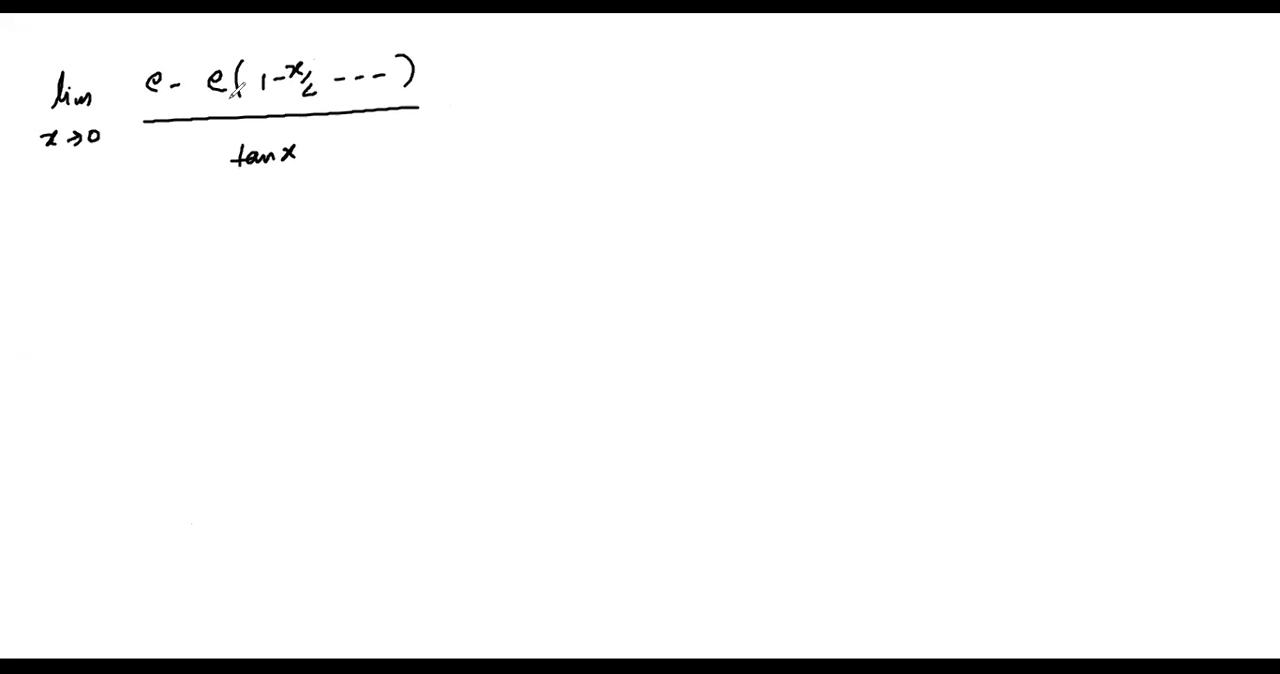 lim x→0 e - e(1 - x/2 - - - -) / tan x